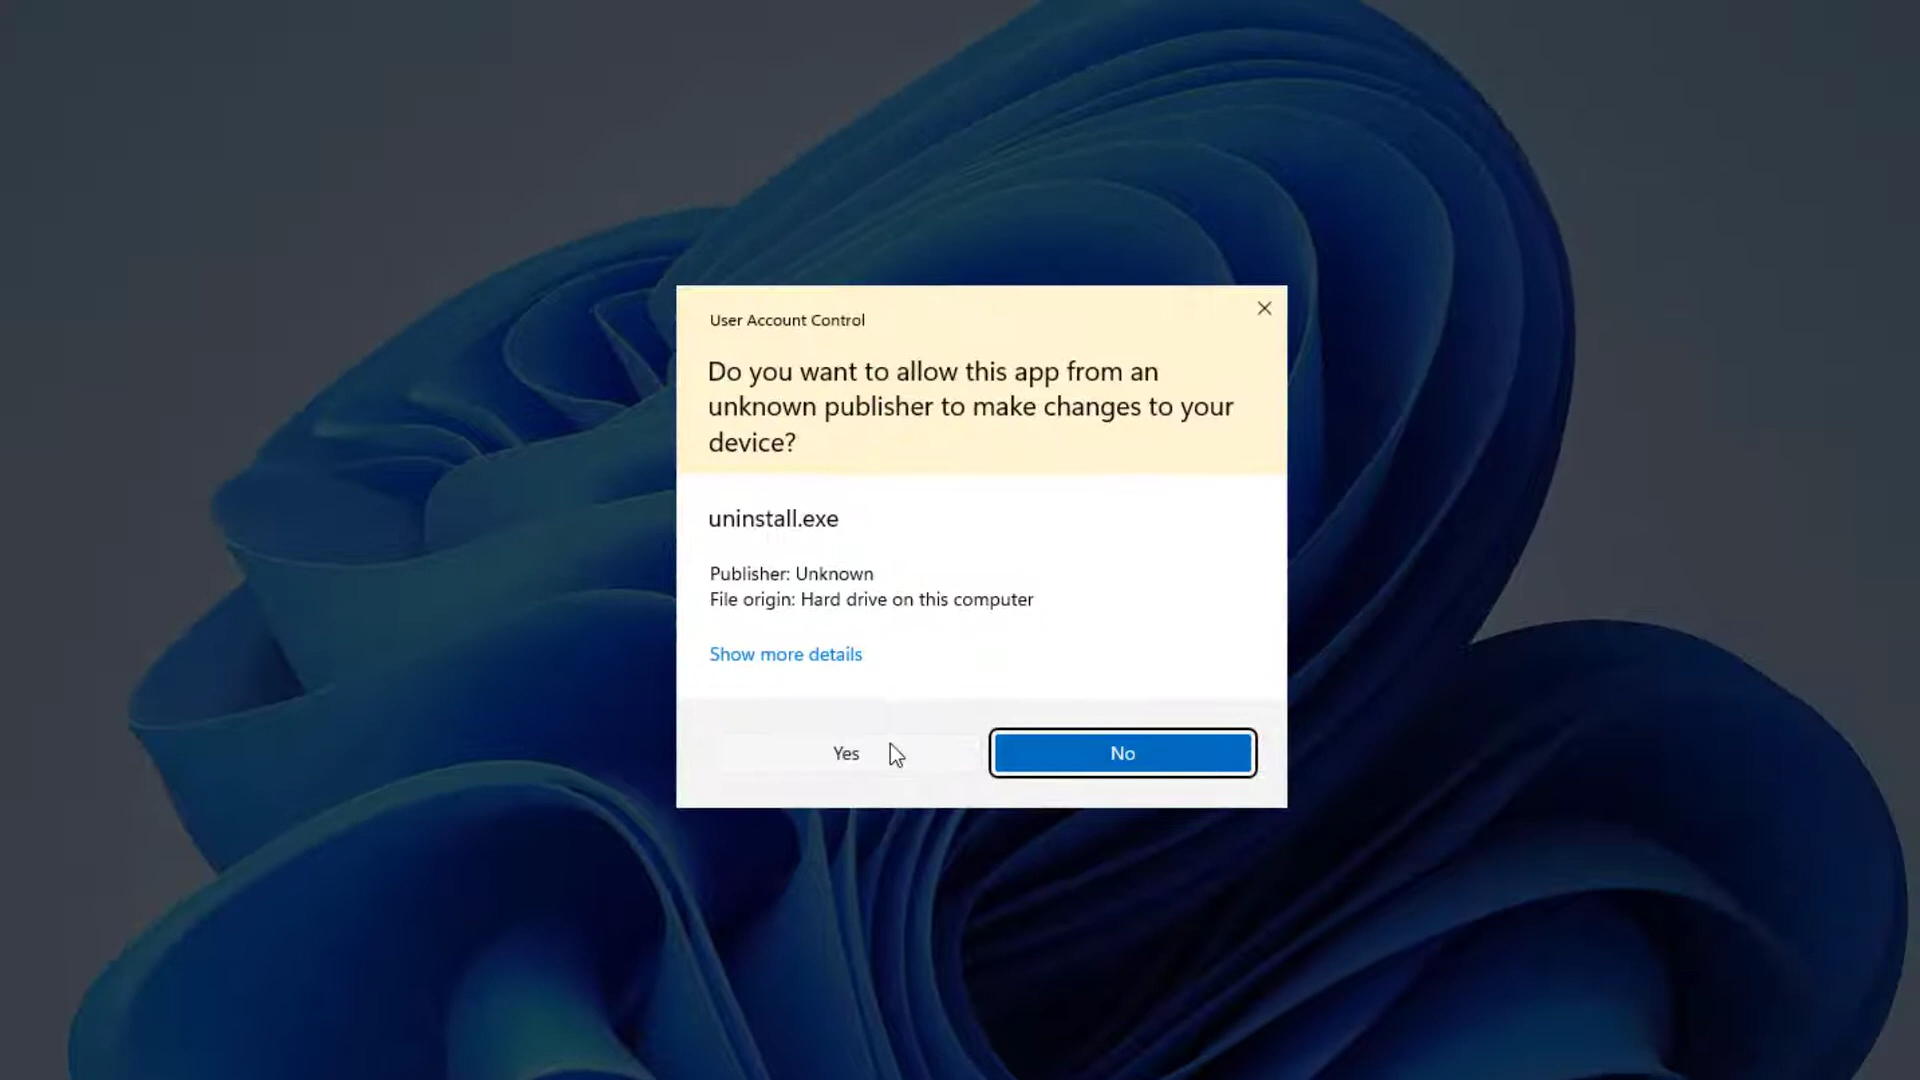 User Account Control
Do you want to allow this app from an
unknown publisher to make changes to your
device?
uninstall.exe
Publisher: Unknown
File origin: Hard drive on this computer
Show more details
Yes
No